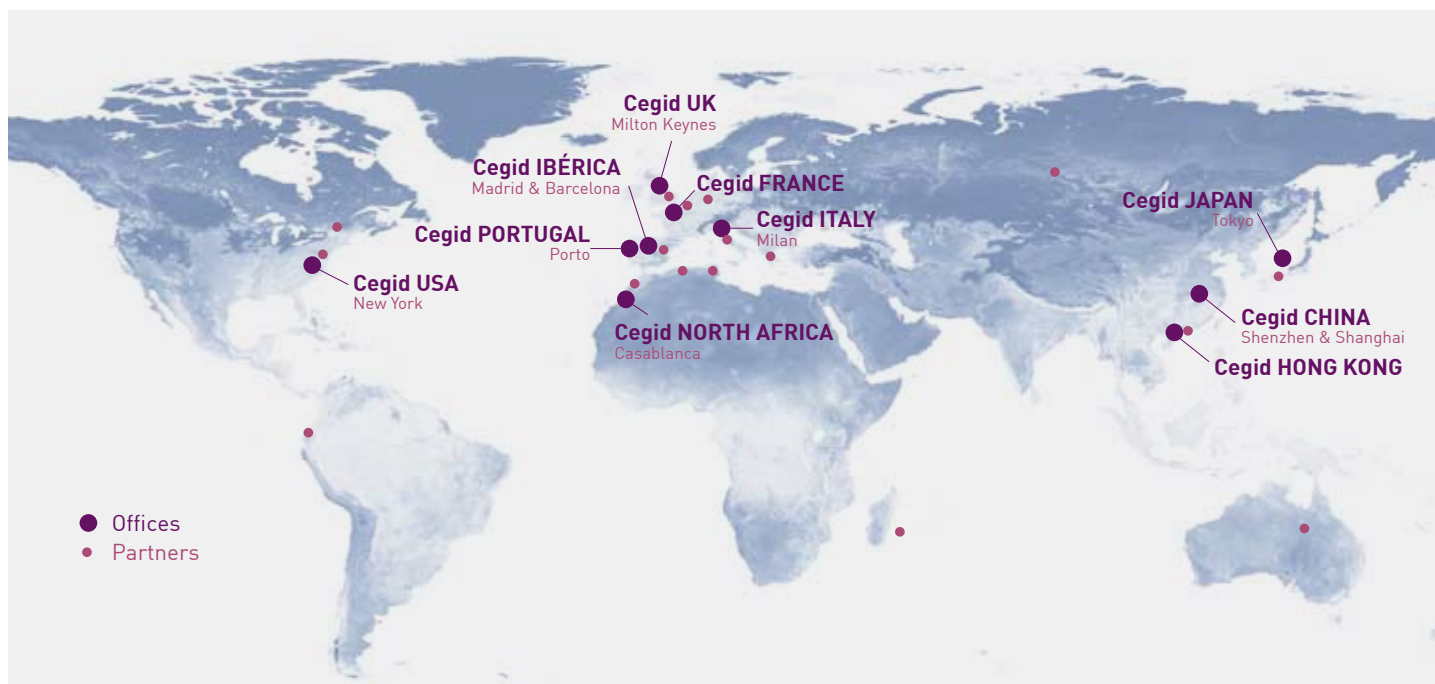 Cegid UK
Milton Keynes
Cegid IBÉRICA
Madrid & Barcelona
Cegid FRANCE
Cegid JAPAN
Tokyo
Cegid ITALY
Milan
Cegid PORTUGAL
Porto
Cegid USA
New York
Cegid CHINA
Shenzhen & Shanghai
Cegid NORTH AFRICA
Casablanca
Cegid HONG KONG
Offices
Partners